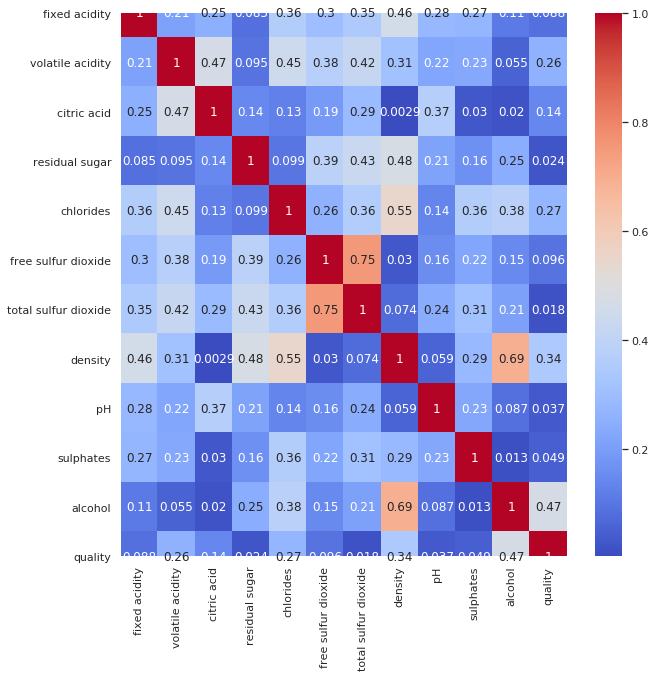 fixed acidity 1 0.21 0.25 0.085 0.36 0.3 0.35 0.46 0.28 0.27 0.11 0.088 1.0
volatile acidity 0.21 1 0.47 0.095 0.45 0.38 0.42 0.31 0.22 0.23 0.055 0.26
citric acid 0.25 0.47 1 0.14 0.13 0.19 0.29 0.0029 0.37 0.03 0.02 0.14
0.8
residual sugar 0.085 0.095 0.14 1 0.099 0.39 0.43 0.48 0.21 0.16 0.25 0.024
chlorides 0.36 0.45 0.13 0.099 1 0.26 0.36 0.55 0.14 0.36 0.38 0.27
0.6
free sulfur dioxide 0.3 0.38 0.19 0.39 0.26 1 0.75 0.03 0.16 0.22 0.15 0.096
total sulfur dioxide 0.35 0.42 0.29 0.43 0.36 0.75 1 0.074 0.24 0.31 0.21 0.018
0.4
density 0.46 0.31 0.0029 0.48 0.55 0.03 0.074 1 0.059 0.29 0.69 0.34
pH 0.28 0.22 0.37 0.21 0.14 0.16 0.24 0.059 1 0.23 0.087 0.037
0.2
sulphates 0.27 0.23 0.03 0.16 0.36 0.22 0.31 0.29 0.23 1 0.013 0.049
alcohol 0.11 0.055 0.02 0.25 0.38 0.15 0.21 0.69 0.087 0.013 1 0.47
quality 0.088 0.26 0.14 0.024 0.27 0.096 0.018 0.34 0.037 0.049 0.47 1
fixed acidity
volatile acidity
citric acid
residual sugar
chlorides
free sulfur dioxide
total sulfur dioxide
density
pH
sulphates
alcohol
quality